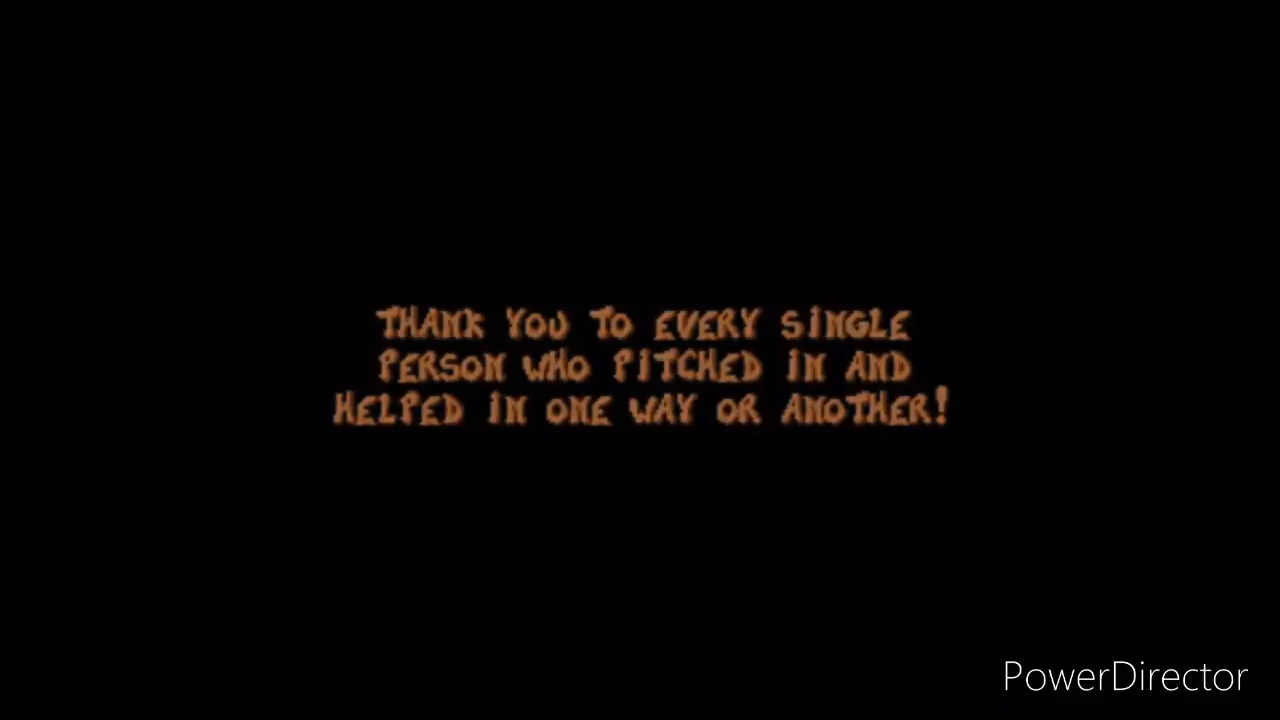 THANK YOU TO EVERY SINGLE
PERSON WHO PITCHED IN AND
HELPED IN ONE WAY OR ANOTHER!
PowerDirector